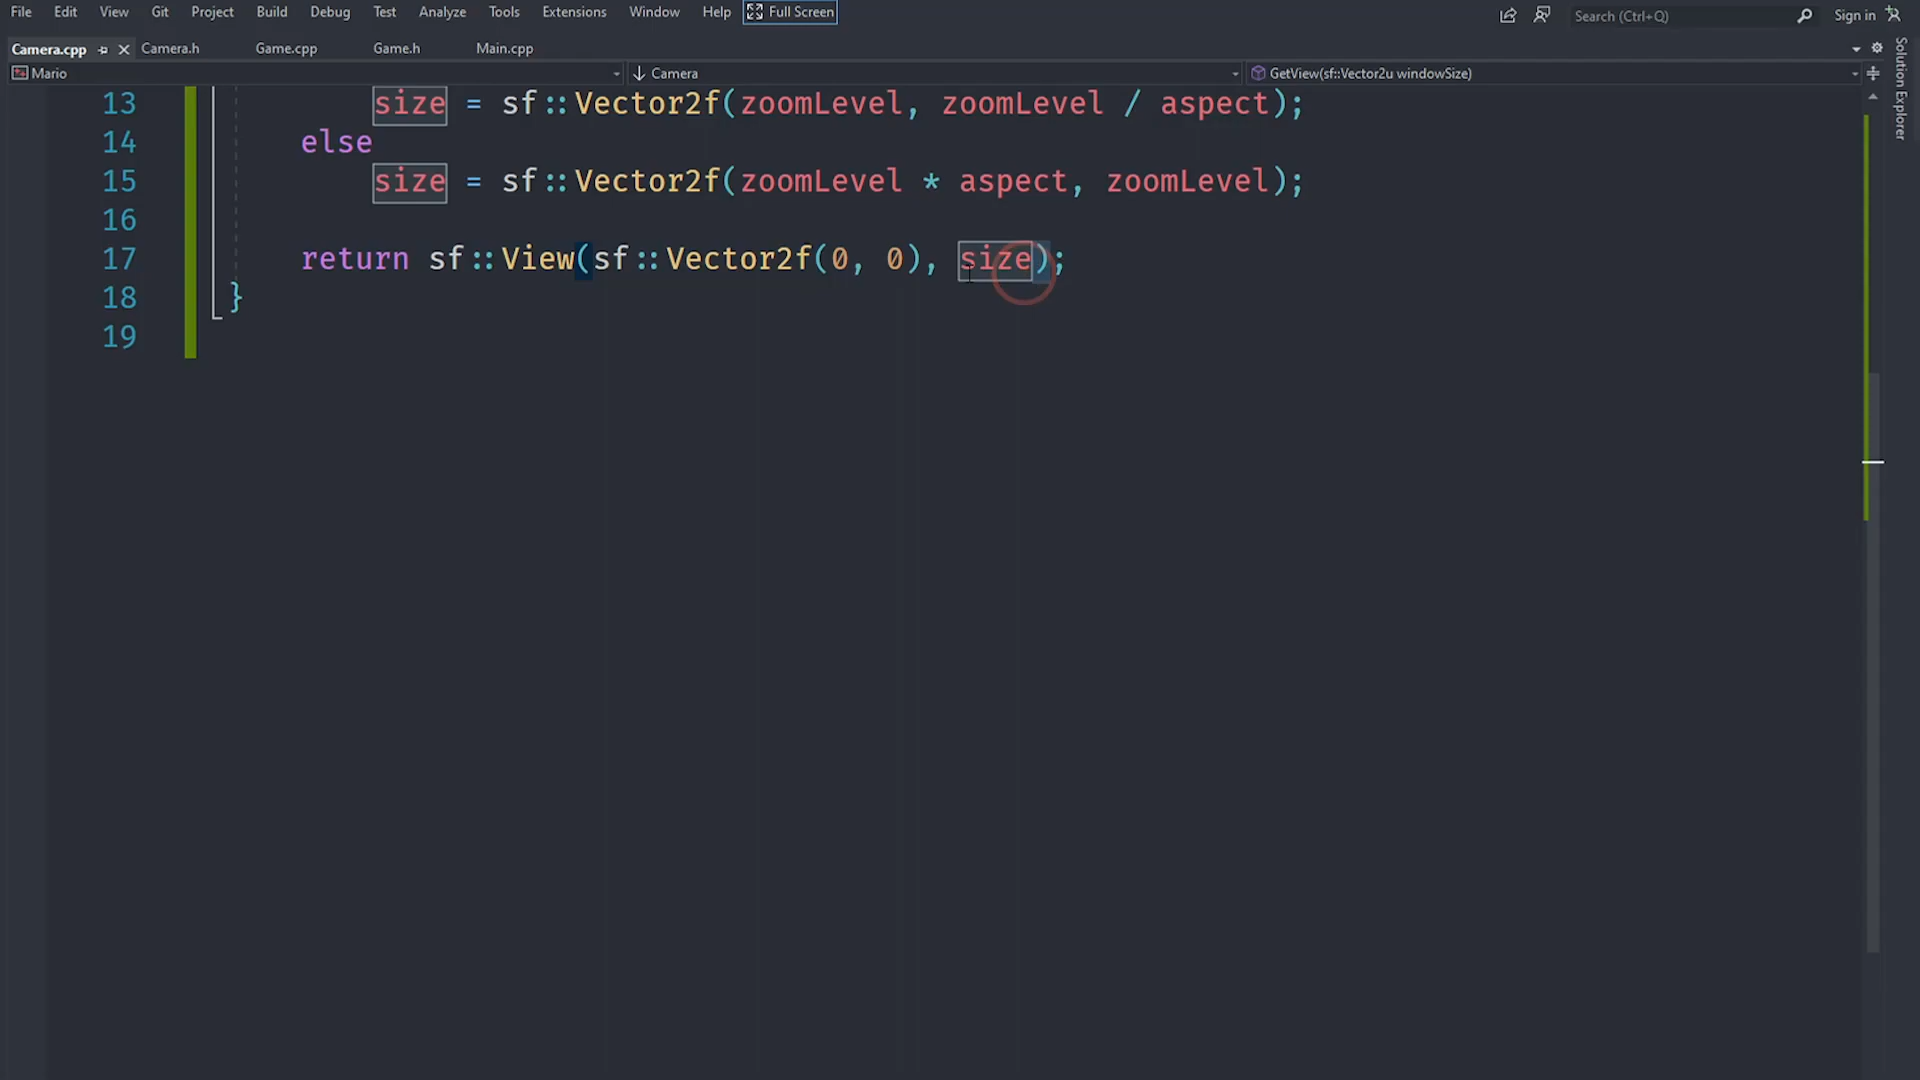 File Edit View Git Project Build Debug Test Analyze Tools Extensions Window Help Full Screen Search (Ctrl+Q) Sign in
Camera.cpp Camera.h Game.cpp Game.h Main.cpp
Mario Camera GetView(sf::Vector2u windowSize)
13 size = sf::Vector2f(zoomLevel, zoomLevel / aspect);
14 else
15 size = sf::Vector2f(zoomLevel * aspect, zoomLevel);
16
17 return sf::View(sf::Vector2f(0, 0), size);
18 }
19
Solution Explorer